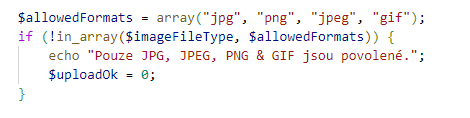 $allowedFormats = array("jpg", "png", "jpeg", "gif");
if (!in_array($imageFileType, $allowedFormats)) {
    echo "Pouze JPG, JPEG, PNG & GIF jsou povolené.";
    $uploadOk = 0;
}